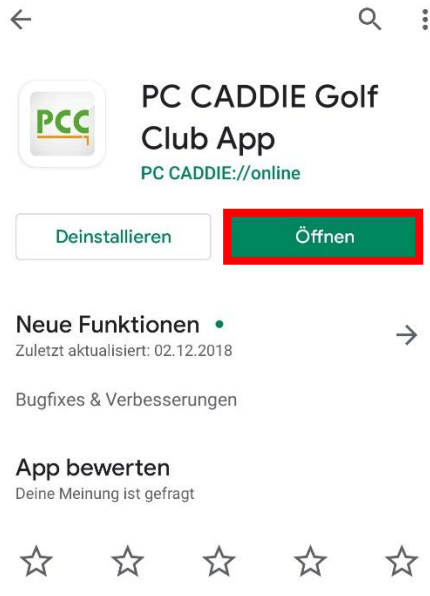 PCC
PC CADDIE Golf
Club App
PC CADDIE://online
Deinstallieren
Öffnen
Neue Funktionen
Zuletzt aktualisiert: 02.12.2018
Bugfixes & Verbesserungen
App bewerten
Deine Meinung ist gefragt